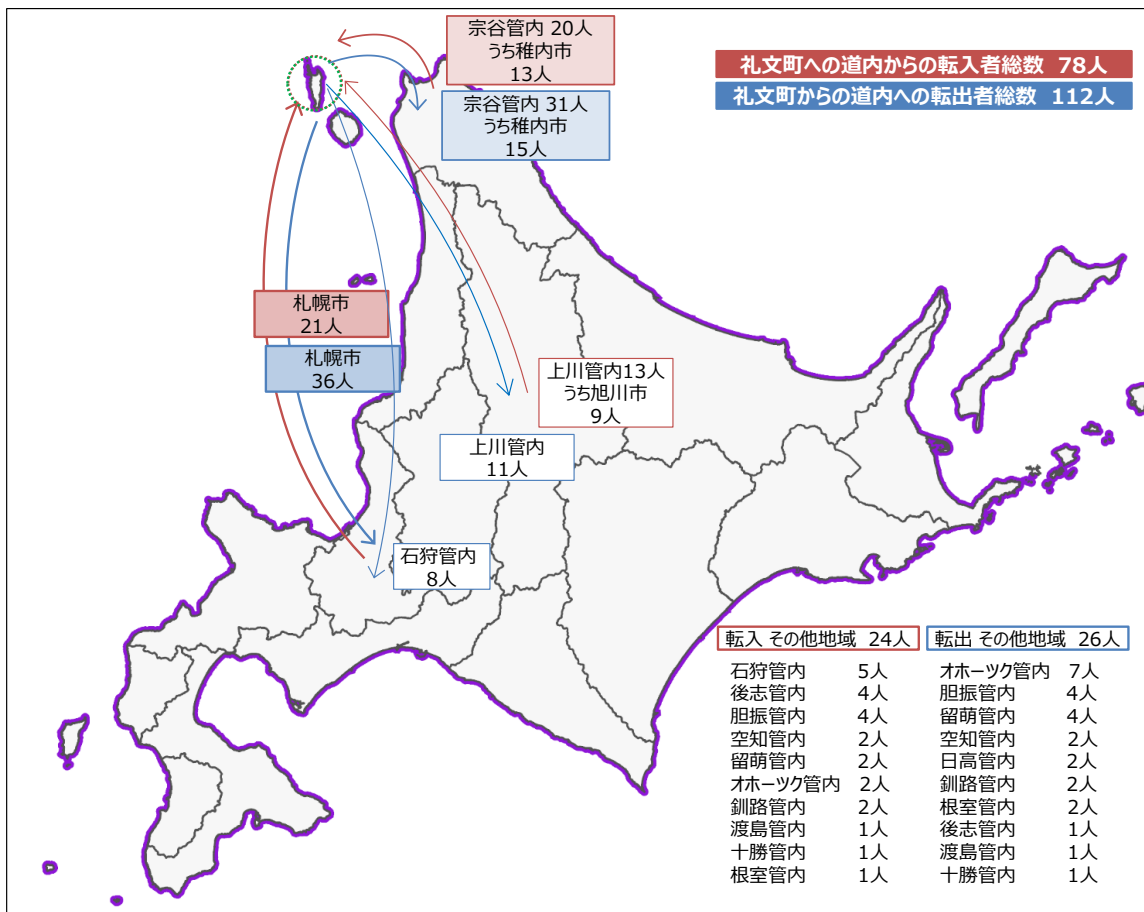 宗谷管内 20人
うち稚内市
13人
宗谷管内 31人
うち稚内市
15人
礼文町への道内からの転入者総数 78人
礼文町からの道内への転出者総数 112人
札幌市
21人
札幌市
36人
上川管内13人
うち旭川市
9人
上川管内
11人
石狩管内
8人
転入 その他地域 24人
石狩管内 5人
後志管内 4人
胆振管内 4人
空知管内 2人
留萌管内 2人
オホーツク管内 2人
釧路管内 2人
渡島管内 1人
十勝管内 1人
根室管内 1人
転出 その他地域 26人
オホーツク管内 7人
胆振管内 4人
留萌管内 4人
空知管内 2人
日高管内 2人
釧路管内 2人
根室管内 2人
後志管内 1人
渡島管内 1人
十勝管内 1人